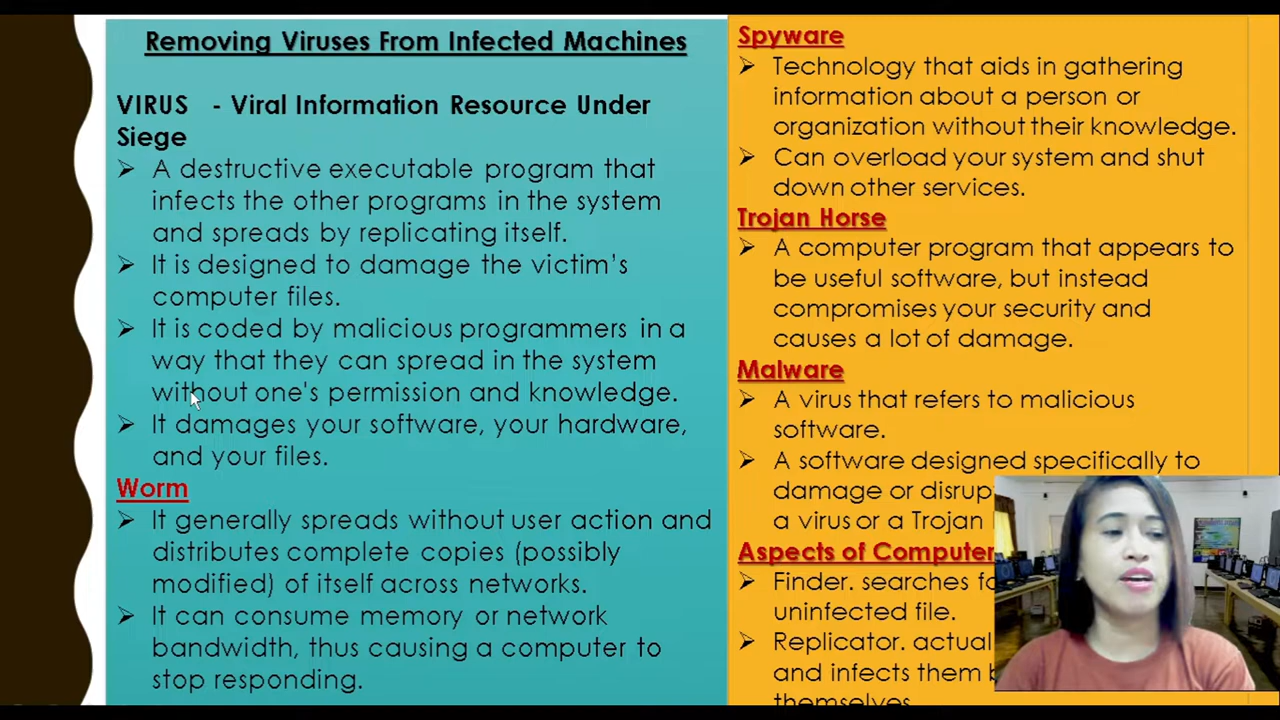 Removing Viruses From Infected Machines
VIRUS - Viral Information Resource Under
Siege
➢ A destructive executable program that
infects the other programs in the system
and spreads by replicating itself.
➢ It is designed to damage the victim's
computer files.
➢ It is coded by malicious programmers in a
way that they can spread in the system
without one's permission and knowledge.
➢ It damages your software, your hardware,
and your files.
Worm
➢ It generally spreads without user action and
distributes complete copies (possibly
modified) of itself across networks.
➢ It can consume memory or network
bandwidth, thus causing a computer to
stop responding.
Spyware
➢ Technology that aids in gathering
information about a person or
organization without their knowledge.
➢ Can overload your system and shut
down other services.
Trojan Horse
➢ A computer program that appears to
be useful software, but instead
compromises your security and
causes a lot of damage.
Malware
➢ A virus that refers to malicious
software.
➢ A software designed specifically to
damage or disrup
a virus or a Trojan
Aspects of Computer
➢ Finder. searches fo
uninfected file.
➢ Replicator. actual
and infects them b
themselves